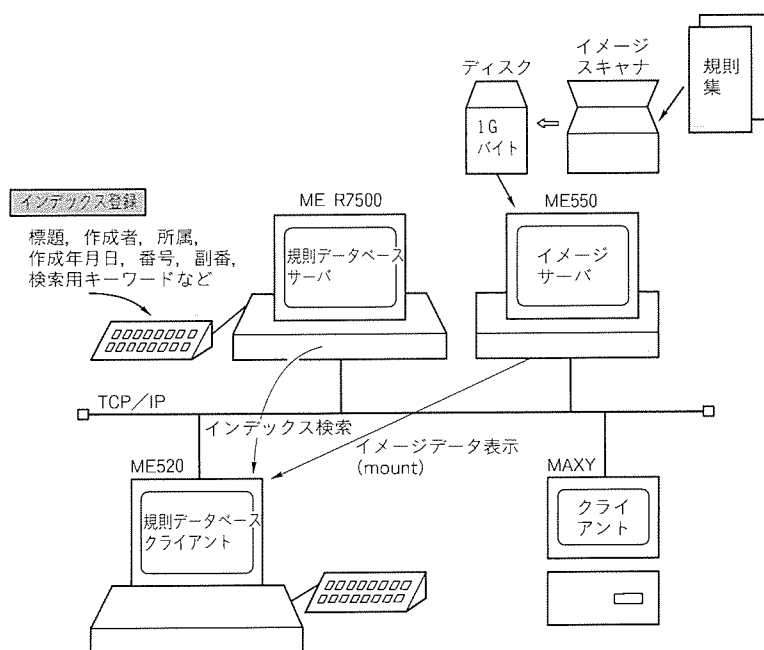 イメージ
スキャナ
規則
集
ディスク
1G
バイト
インデックス登録
標題，作成者，所属，
作成年月日，番号，副番，
検索用キーワードなど
ME R7500
規則データベース
サーバ
ME550
イメージ
サーバ
TCP／IP
インデックス検索
イメージデータ表示
(mount)
ME520
規則データベース
クライアント
MAXY
クライ
アント